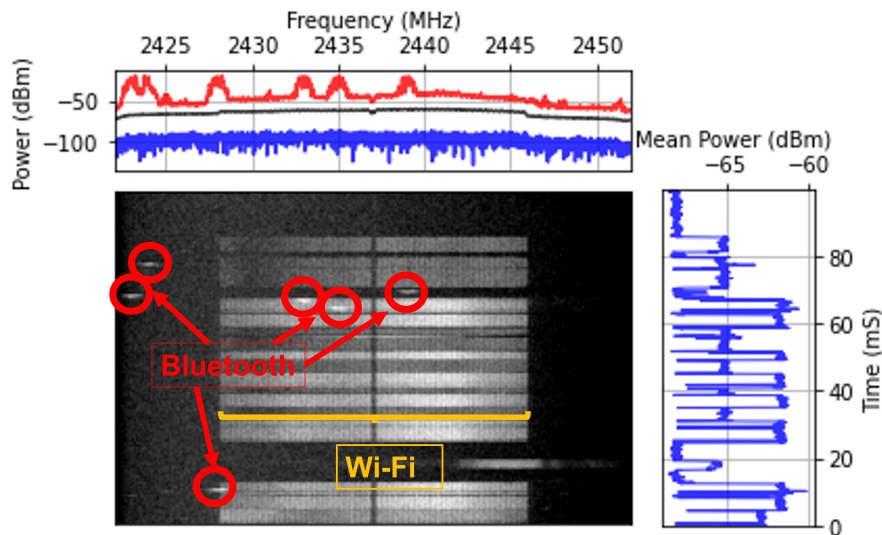 Frequency (MHz)
2425 2430 2435 2440 2445 2450
Power (dBm)
−50
−100
Mean Power (dBm)
−65 −60
Bluetooth
Wi-Fi
80
60
40
20
0
Time (mS)